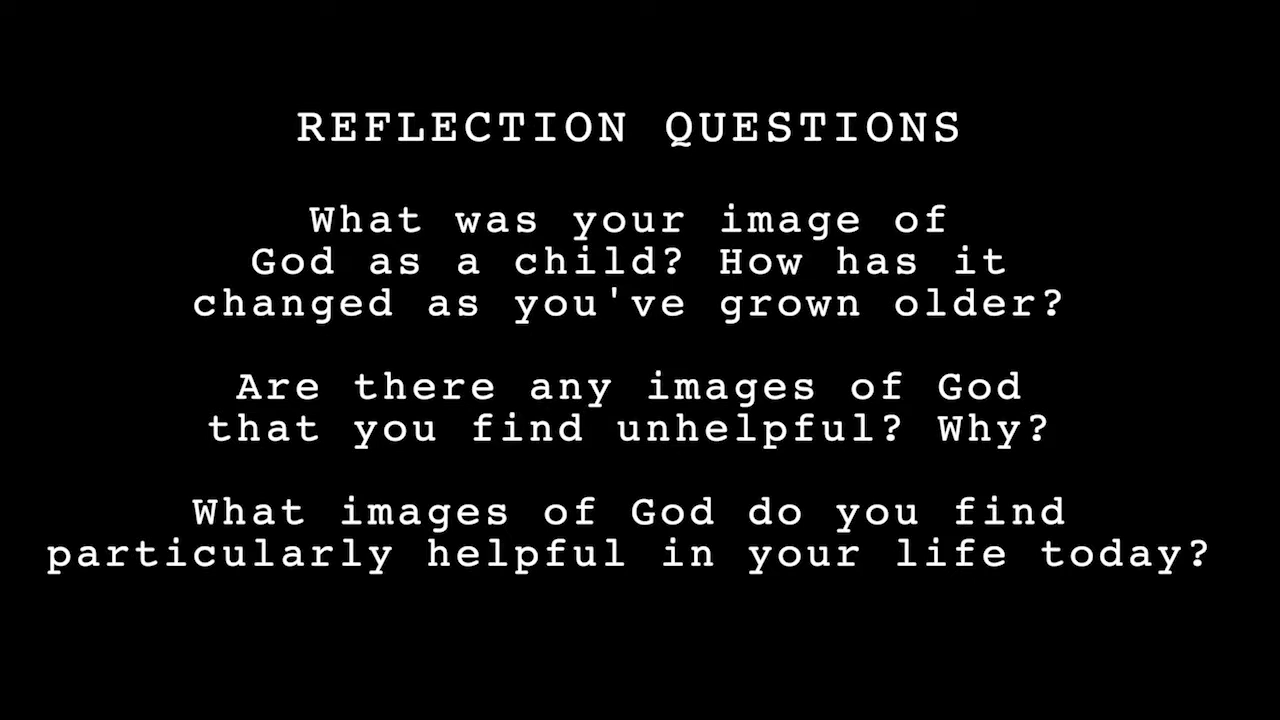 REFLECTION QUESTIONS
What was your image of
God as a child? How has it
changed as you've grown older?
Are there any images of God
that you find unhelpful? Why?
What images of God do you find
particularly helpful in your life today?